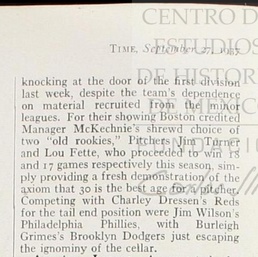 CENTRO D
ESTUDIOS
DE HISTOR
DE MÉXICO
TIME, September 27, 1937
knocking at the door of the first division
last week, despite the team's dependence
on material recruited from the minor
leagues. For their showing Boston credited
Manager McKechnie's shrewd choice of
two "old rookies," Pitchers Jim Turner
and Lou Fette, who proceeded to win 18
and 17 games respectively this season, sim-
ply providing a fresh demonstration of the
axiom that 30 is the best age for a pitcher.
Competing with Charley Dressen's Reds
for the tail end position were Jim Wilson's
Philadelphia Phillies, with Burleigh
Grimes's Brooklyn Dodgers just escaping
the ignominy of the cellar.